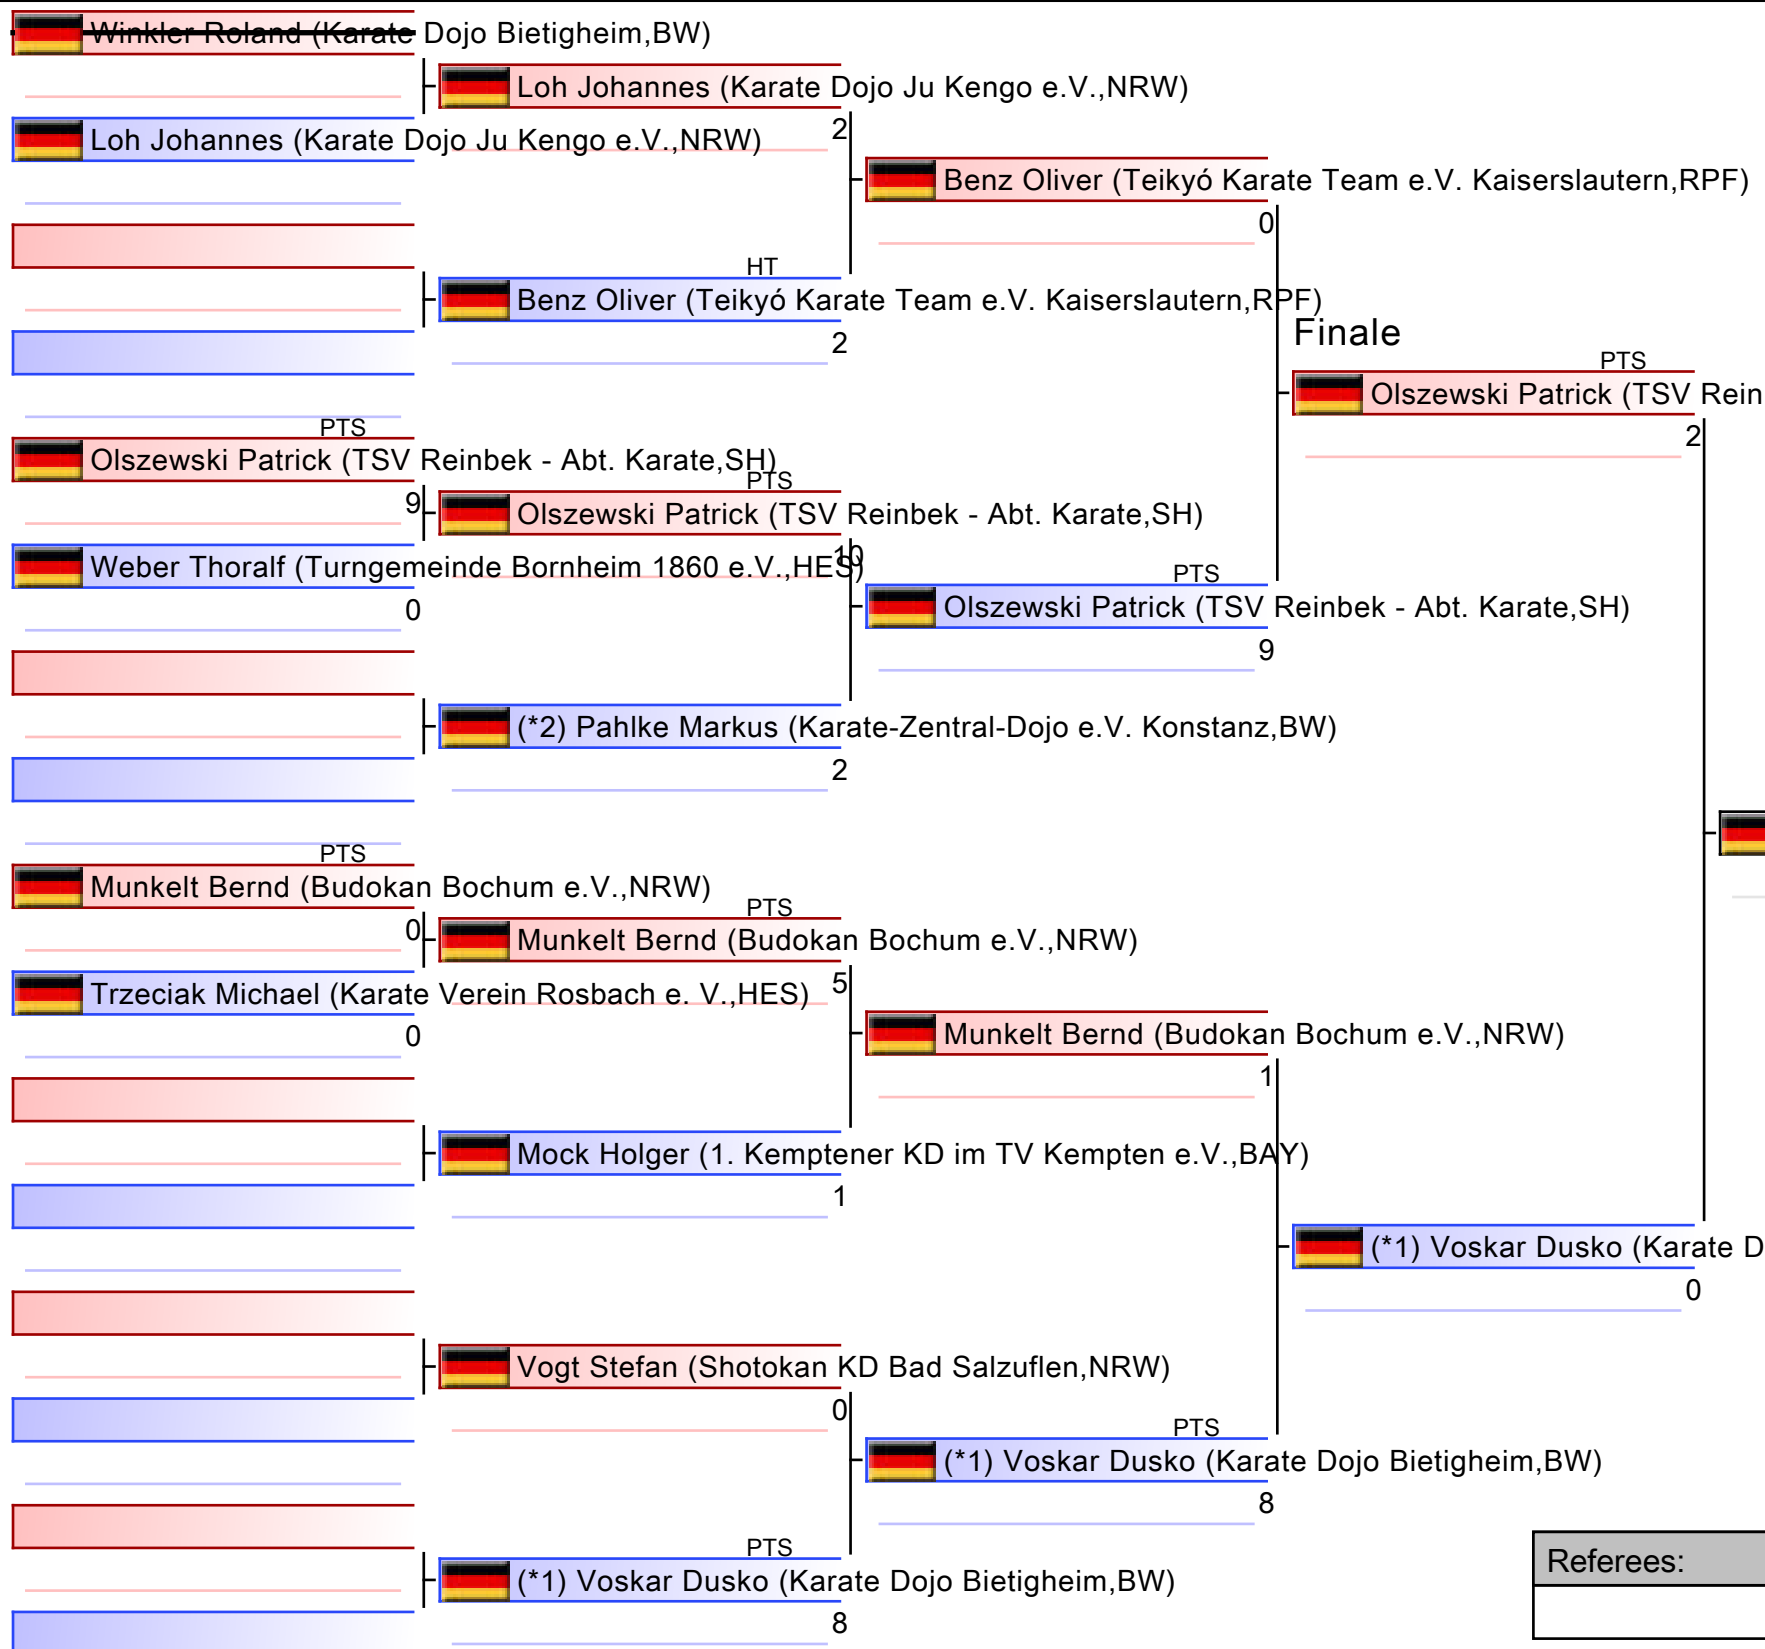 Winkler Roland (Karate Dojo Bietigheim,BW)
Loh Johannes (Karate Dojo Ju Kengo e.V.,NRW)
2
Loh Johannes (Karate Dojo Ju Kengo e.V.,NRW)
Benz Oliver (Teikyó Karate Team e.V. Kaiserslautern,RPF)
0
HT
Benz Oliver (Teikyó Karate Team e.V. Kaiserslautern,RPF)
2
Finale
PTS
Olszewski Patrick (TSV Rein
2
PTS
Olszewski Patrick (TSV Reinbek - Abt. Karate,SH)
9
PTS
Olszewski Patrick (TSV Reinbek - Abt. Karate,SH)
10
Weber Thoralf (Turngemeinde Bornheim 1860 e.V.,HES)
0
PTS
Olszewski Patrick (TSV Reinbek - Abt. Karate,SH)
9
(*2) Pahlke Markus (Karate-Zentral-Dojo e.V. Konstanz,BW)
2
PTS
Munkelt Bernd (Budokan Bochum e.V.,NRW)
0
PTS
Munkelt Bernd (Budokan Bochum e.V.,NRW)
5
Trzeciak Michael (Karate Verein Rosbach e. V.,HES)
0
Munkelt Bernd (Budokan Bochum e.V.,NRW)
1
Mock Holger (1. Kemptener KD im TV Kempten e.V.,BAY)
1
(*1) Voskar Dusko (Karate D
0
Vogt Stefan (Shotokan KD Bad Salzuflen,NRW)
0
PTS
(*1) Voskar Dusko (Karate Dojo Bietigheim,BW)
8
PTS
(*1) Voskar Dusko (Karate Dojo Bietigheim,BW)
8
Referees: